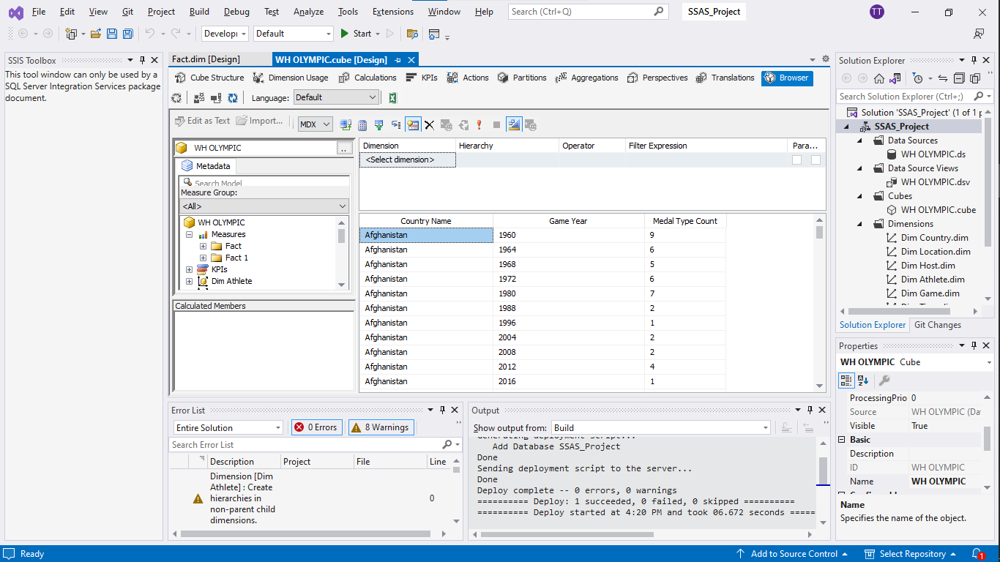 File Edit View Git Project Build Debug Test Analyze Tools Extensions Window Help Search (Ctrl+Q) SSAS_Project TT
Develop Default Start
SSIS Toolbox
This tool window can only be used by a
SQL Server Integration Services package
document.
Fact.dim [Design] WH OLYMPIC.cube [Design]
Cube Structure Dimension Usage Calculations KPIs Actions Partitions Aggregations Perspectives Translations Browser
Language: Default
Edit as Text Import... MDX
WH OLYMPIC ..
Metadata
Search Model
Measure Group:
<All>
WH OLYMPIC
Measures
Fact
Fact 1
KPIs
Dim Athlete
Calculated Members
Dimension Hierarchy Operator Filter Expression Para...
<Select dimension>
Country Name Game Year Medal Type Count
Afghanistan 1960 9
Afghanistan 1964 6
Afghanistan 1968 5
Afghanistan 1972 6
Afghanistan 1980 7
Afghanistan 1988 2
Afghanistan 1996 1
Afghanistan 2004 2
Afghanistan 2008 2
Afghanistan 2012 4
Afghanistan 2016 1
Error List
Entire Solution 0 Errors 8 Warnings
Search Error List
Description Project File Line
Dimension [Dim
Athlete] : Create
hierarchies in 0
non-parent child
dimensions.
Output
Show output from: Build
Generating deployment script...
Add Database SSAS_Project
Done
Sending deployment script to the server...
Done
Deploy complete -- 0 errors, 0 warnings
========== Deploy: 1 succeeded, 0 failed, 0 skipped ==========
========== Deploy started at 4:20 PM and took 06.672 seconds ======
Solution Explorer
Search Solution Explorer (Ctrl+;)
Solution 'SSAS_Project' (1 of 1 p
SSAS_Project
Data Sources
WH OLYMPIC.ds
Data Source Views
WH OLYMPIC.dsv
Cubes
WH OLYMPIC.cube
Dimensions
Dim Country.dim
Dim Location.dim
Dim Host.dim
Dim Athlete.dim
Dim Game.dim
Solution Explorer Git Changes
Properties
WH OLYMPIC Cube
ProcessingPrio 0
Source WH OLYMPIC (Da
Visible True
Basic
Description
ID WH OLYMPIC
Name WH OLYMPIC
Name
Specifies the name of the object.
Ready Add to Source Control Select Repository 1